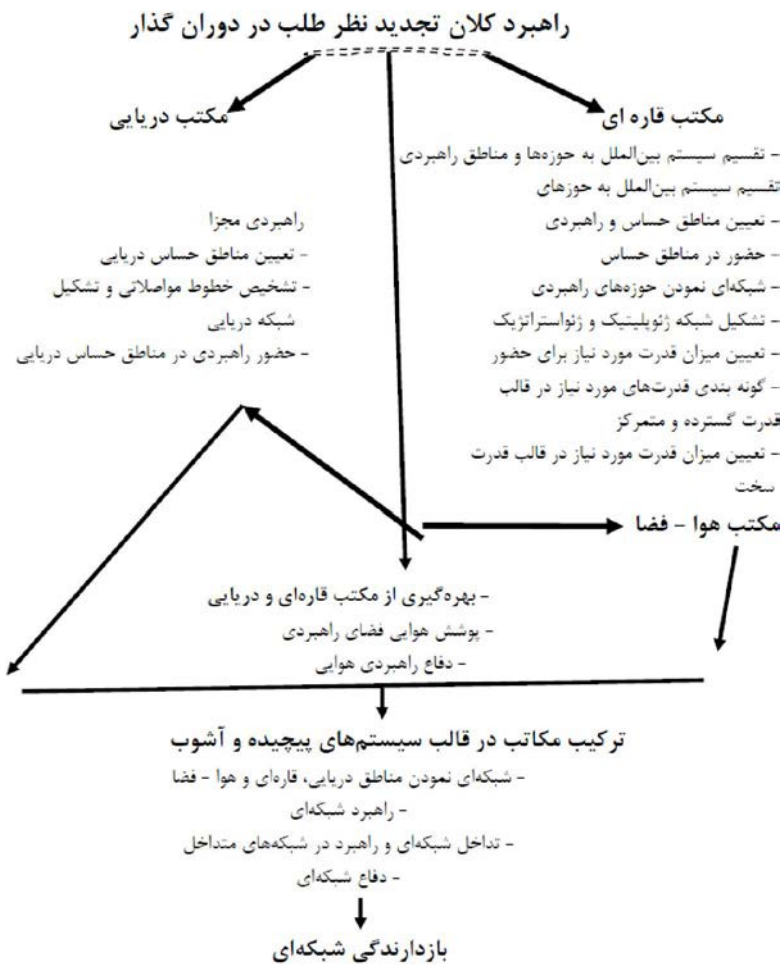 راهبرد کلان تجدید نظر طلب در دوران گذار
مکتب قاره ای
- تقسیم سیستم بین‌الملل به حوزه‌ها و مناطق راهبردی
تقسیم سیستم بین‌الملل به حوزهای
- تعیین مناطق حساس و راهبردی
- حضور در مناطق حساس
- شبکه‌ای نمودن حوزه‌های راهبردی
- تشکیل شبکه ژئوپلیتیک و ژئواستراتژیک
- تعیین میزان قدرت مورد نیاز برای حضور
- گونه بندی قدرت‌های مورد نیاز در قالب
قدرت گسترده و متمرکز
- تعیین میزان قدرت مورد نیاز در قالب قدرت
سخت
مکتب دریایی
راهبردی مجزا
- تعیین مناطق حساس دریایی
- تشخیص خطوط مواصلاتی و تشکیل
شبکه دریایی
- حضور راهبردی در مناطق حساس دریایی
مکتب هوا - فضا
- بهره‌گیری از مکتب قاره‌ای و دریایی
- پوشش هوایی فضای راهبردی
- دفاع راهبردی هوایی
ترکیب مکاتب در قالب سیستم‌های پیچیده و آشوب
- شبکه‌ای نمودن مناطق دریایی، قاره‌ای و هوا - فضا
- راهبرد شبکه‌ای
- تداخل شبکه‌ای و راهبرد در شبکه‌های متداخل
- دفاع شبکه‌ای
بازدارندگی شبکه‌ای